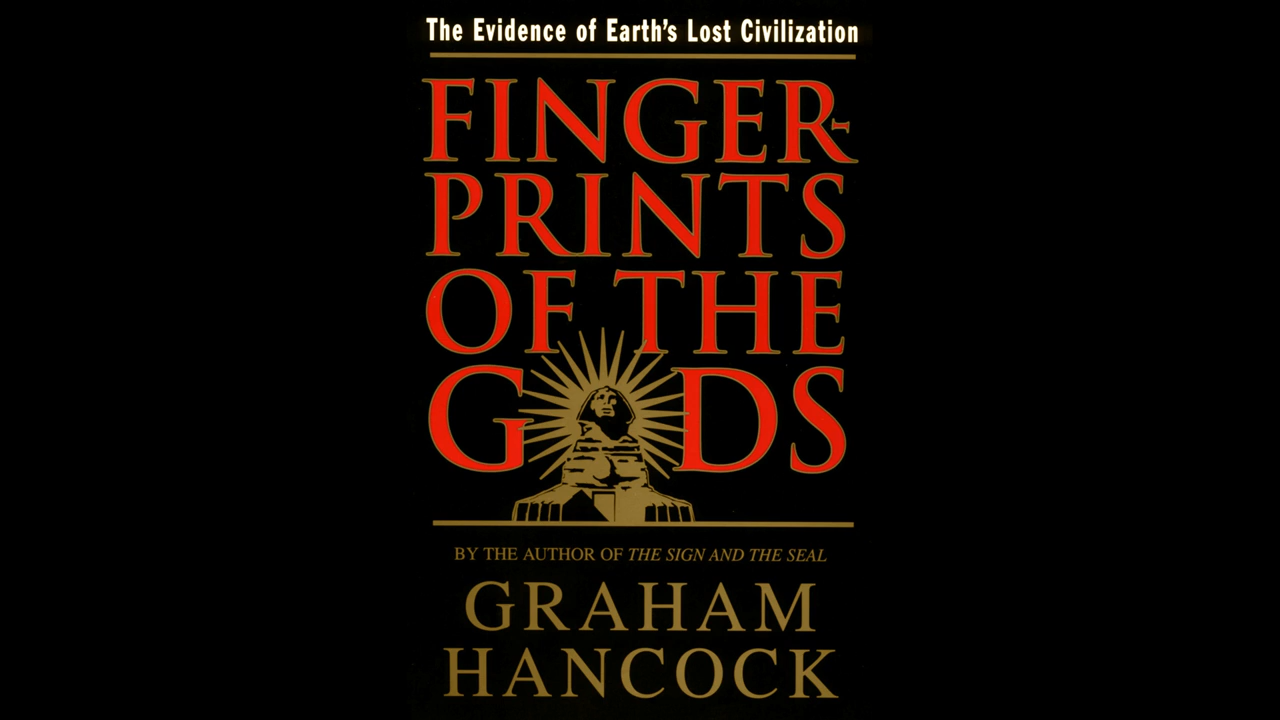 The Evidence of Earth's Lost Civilization
FINGER-
PRINTS
OF THE
GODS
BY THE AUTHOR OF THE SIGN AND THE SEAL
GRAHAM
HANCOCK